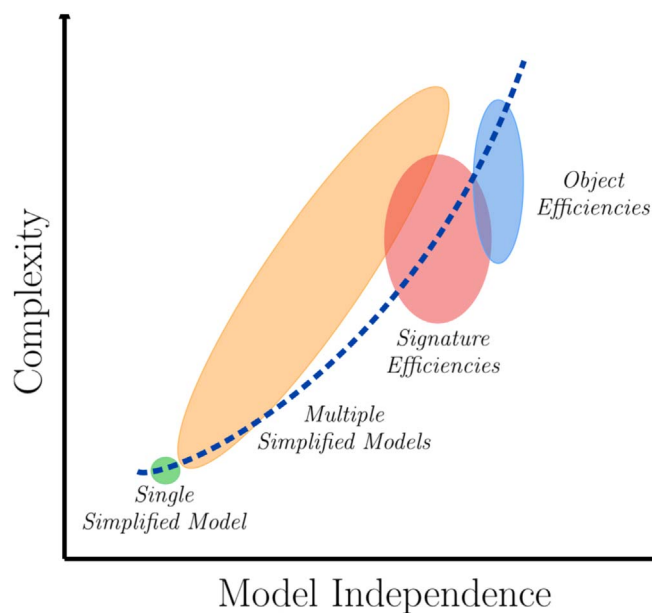 Complexity
Object
Efficiencies
Signature
Efficiencies
Multiple
Simplified Models
Single
Simplified Model
Model Independence